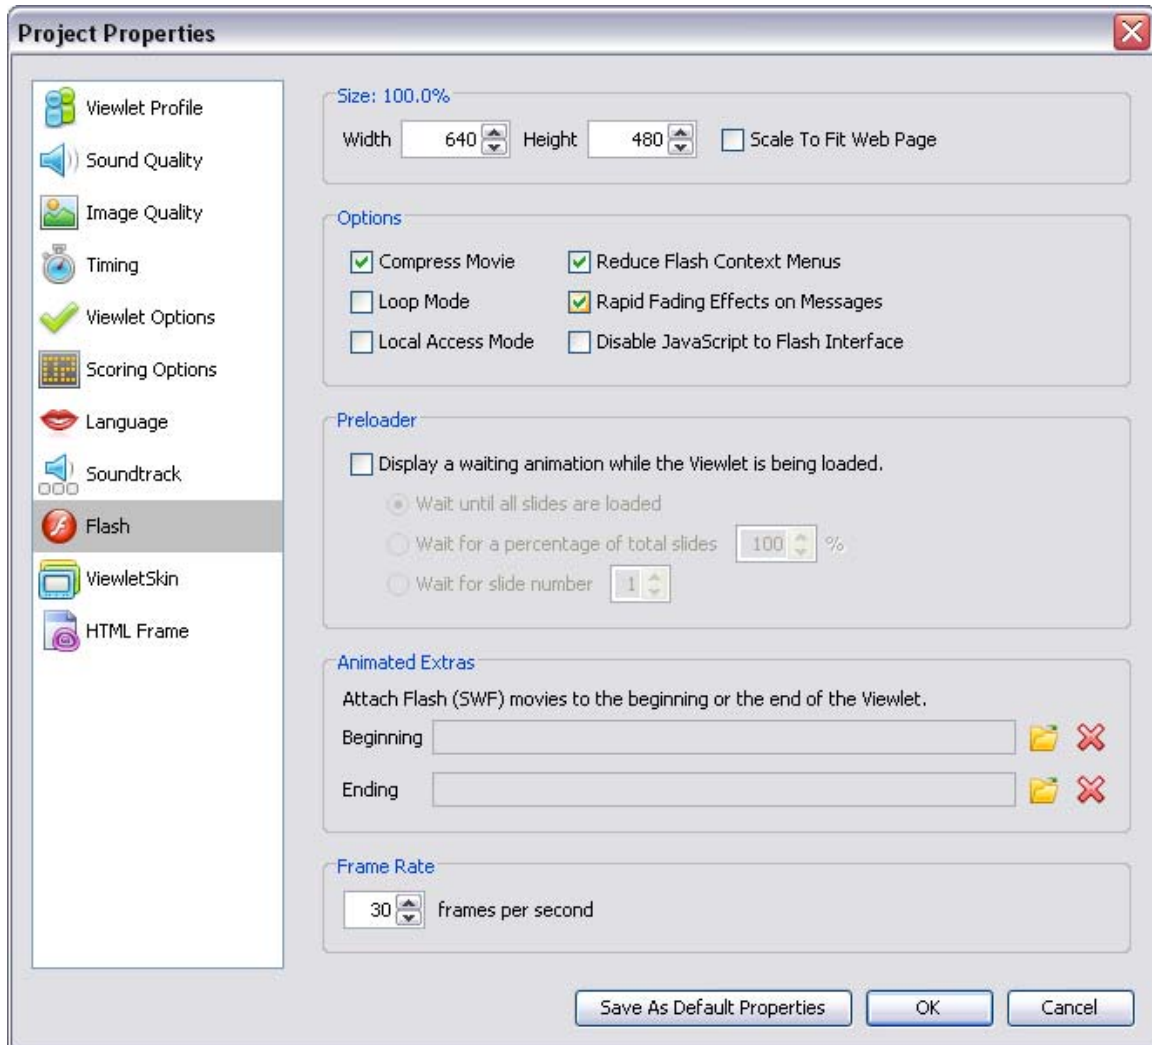 Project Properties
Viewlet Profile
Sound Quality
Image Quality
Timing
Viewlet Options
Scoring Options
Language
Soundtrack
Flash
ViewletSkin
HTML Frame
Size: 100.0%
Width 640 Height 480 Scale To Fit Web Page
Options
Compress Movie Reduce Flash Context Menus
Loop Mode Rapid Fading Effects on Messages
Local Access Mode Disable JavaScript to Flash Interface
Preloader
Display a waiting animation while the Viewlet is being loaded.
Wait until all slides are loaded
Wait for a percentage of total slides 100 %
Wait for slide number 1
Animated Extras
Attach Flash (SWF) movies to the beginning or the end of the Viewlet.
Beginning
Ending
Frame Rate
30 frames per second
Save As Default Properties OK Cancel